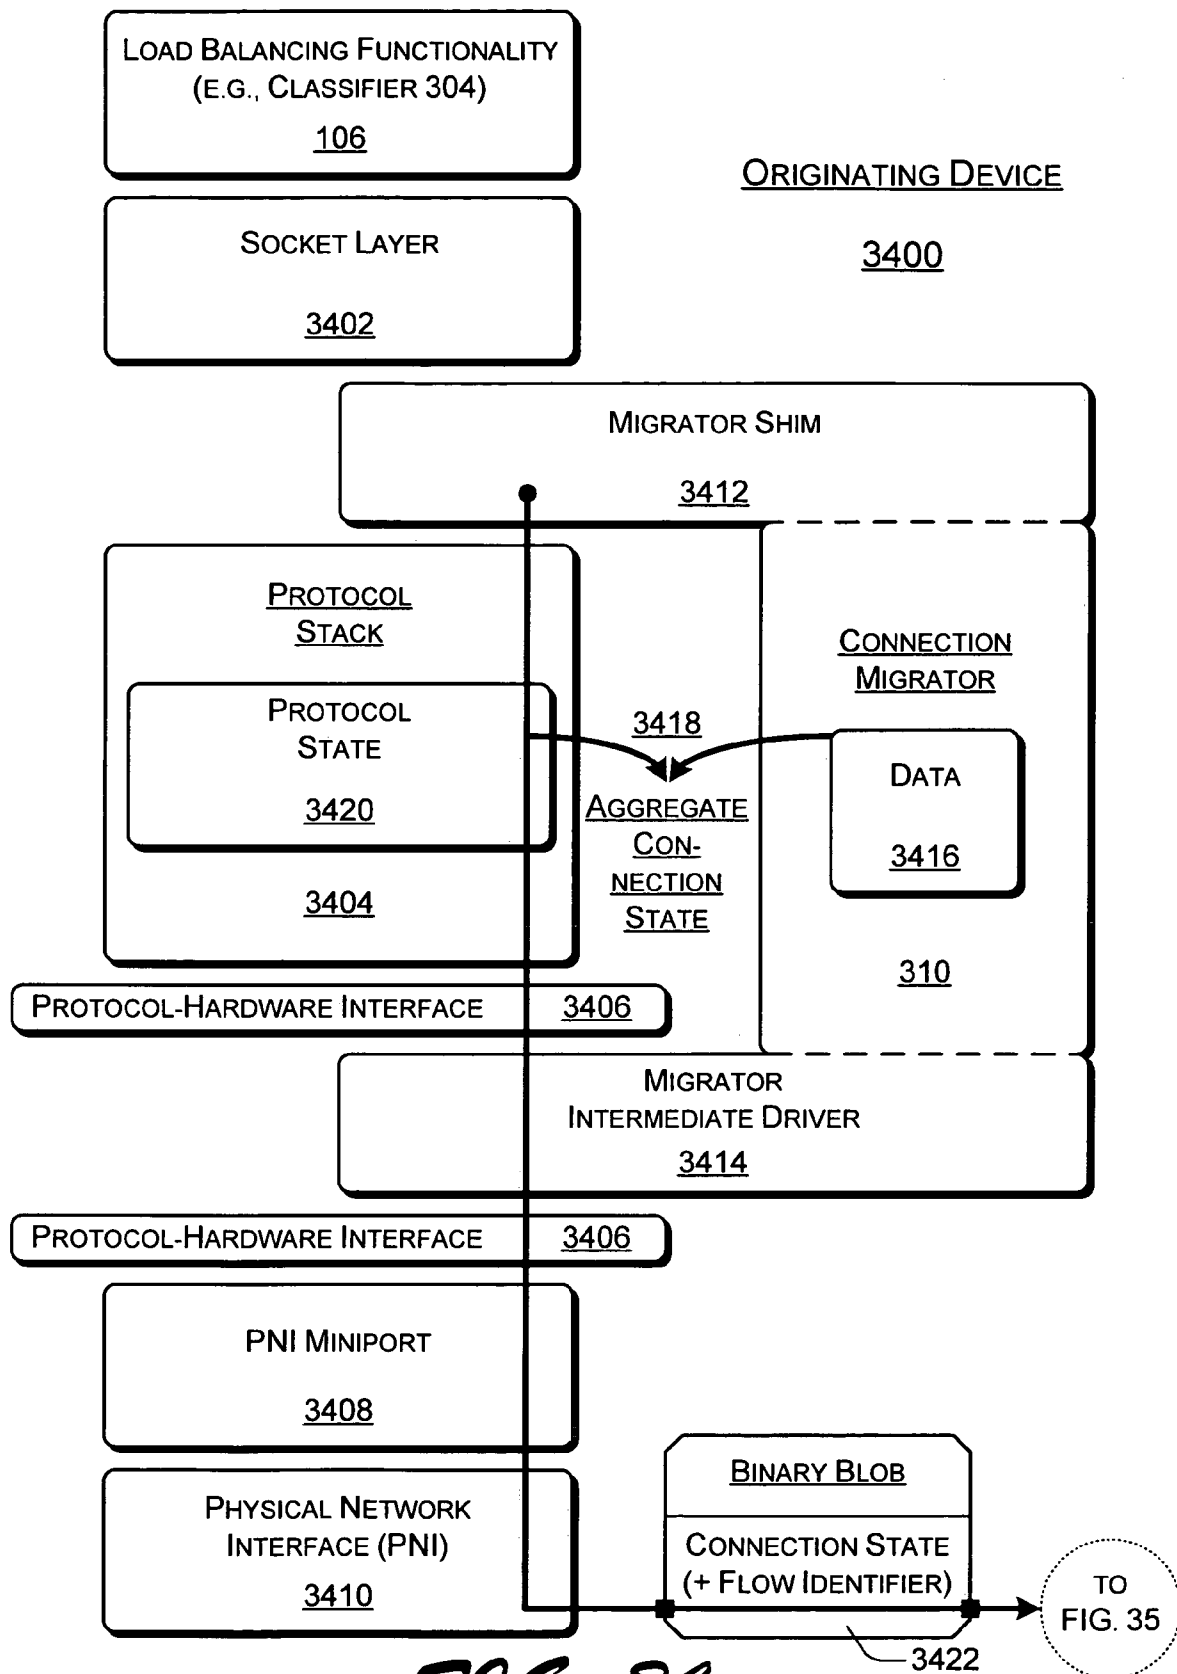 LOAD BALANCING FUNCTIONALITY
(E.G., CLASSIFIER 304)
106
ORIGINATING DEVICE
3400
SOCKET LAYER
3402
MIGRATOR SHIM
3412
PROTOCOL
STACK
PROTOCOL
STATE
3420
3404
3418
AGGREGATE
CON-
NECTION
STATE
CONNECTION
MIGRATOR
DATA
3416
310
PROTOCOL-HARDWARE INTERFACE 3406
MIGRATOR
INTERMEDIATE DRIVER
3414
PROTOCOL-HARDWARE INTERFACE 3406
PNI MINIPORT
3408
PHYSICAL NETWORK
INTERFACE (PNI)
3410
BINARY BLOB
CONNECTION STATE
(+ FLOW IDENTIFIER)
3422
TO
FIG. 35